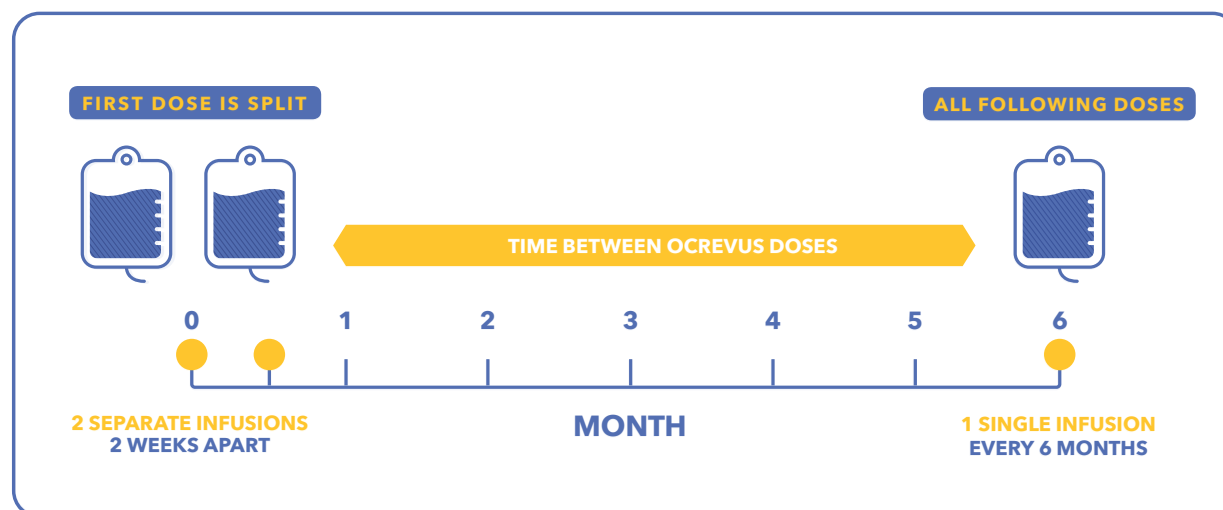 FIRST DOSE IS SPLIT
ALL FOLLOWING DOSES
TIME BETWEEN OCREVUS DOSES
0 1 2 3 4 5 6
2 SEPARATE INFUSIONS
2 WEEKS APART
MONTH
1 SINGLE INFUSION
EVERY 6 MONTHS